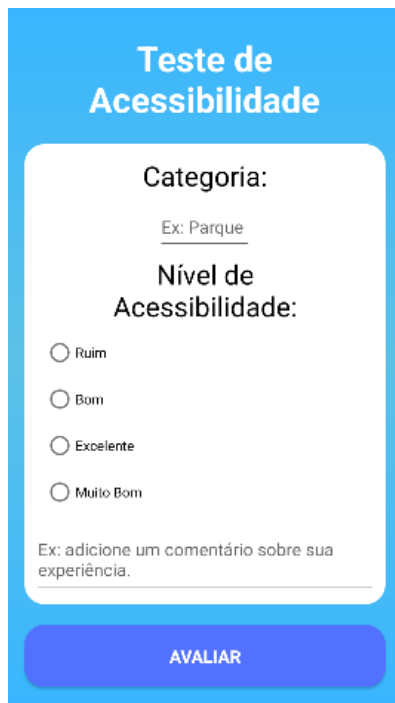 Teste de
Acessibilidade
Categoria:
Ex: Parque
Nível de
Acessibilidade:
Ruim
Bom
Excelente
Muito Bom
Ex: adicione um comentário sobre sua
experiência.
AVALIAR